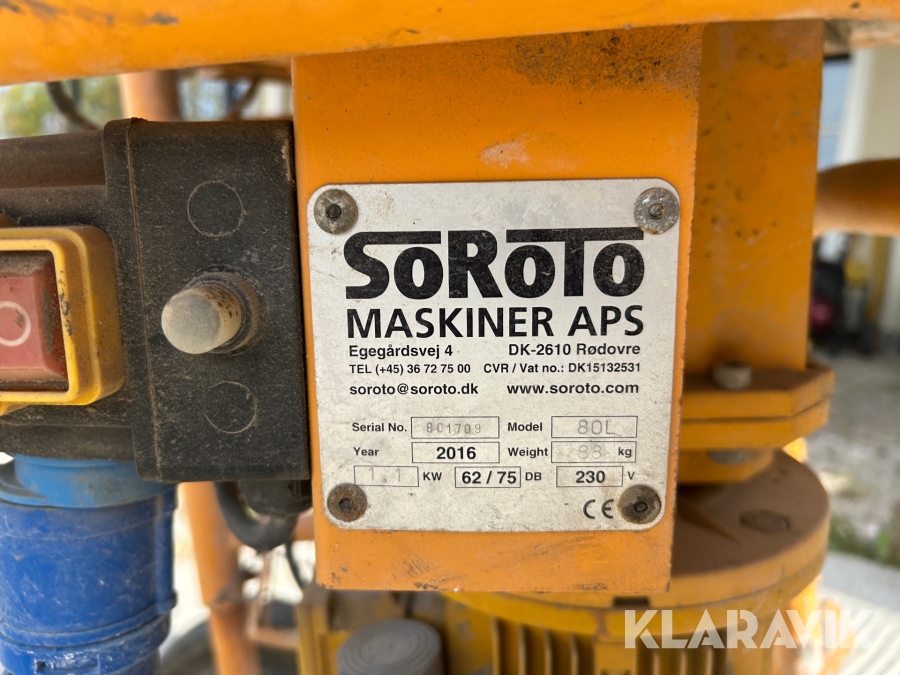 SOROTO
MASKINER APS
Egegårdsvej 4 DK-2610 Rødovre
TEL (+45) 36 72 75 00 CVR / Vat no.: DK15132531
soroto@soroto.dk www.soroto.com
Serial No. 801709 Model 80L
Year 2016 Weight 88 kg
1.1 KW 62 / 75 DB 230 V
CE
KLARAVIK